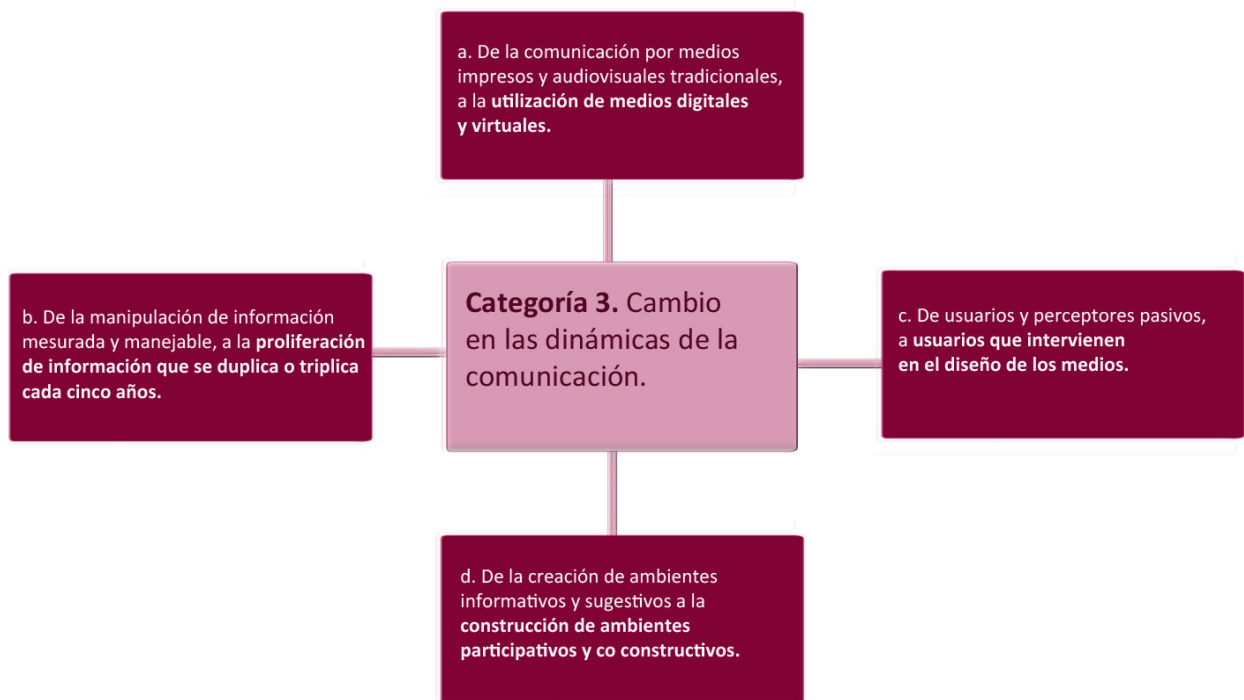 a. De la comunicación por medios
impresos y audiovisuales tradicionales,
a la utilización de medios digitales
y virtuales.
b. De la manipulación de información
mesurada y manejable, a la proliferación
de información que se duplica o triplica
cada cinco años.
Categoría 3. Cambio
en las dinámicas de la
comunicación.
c. De usuarios y perceptores pasivos,
a usuarios que intervienen
en el diseño de los medios.
d. De la creación de ambientes
informativos y sugestivos a la
construcción de ambientes
participativos y co constructivos.